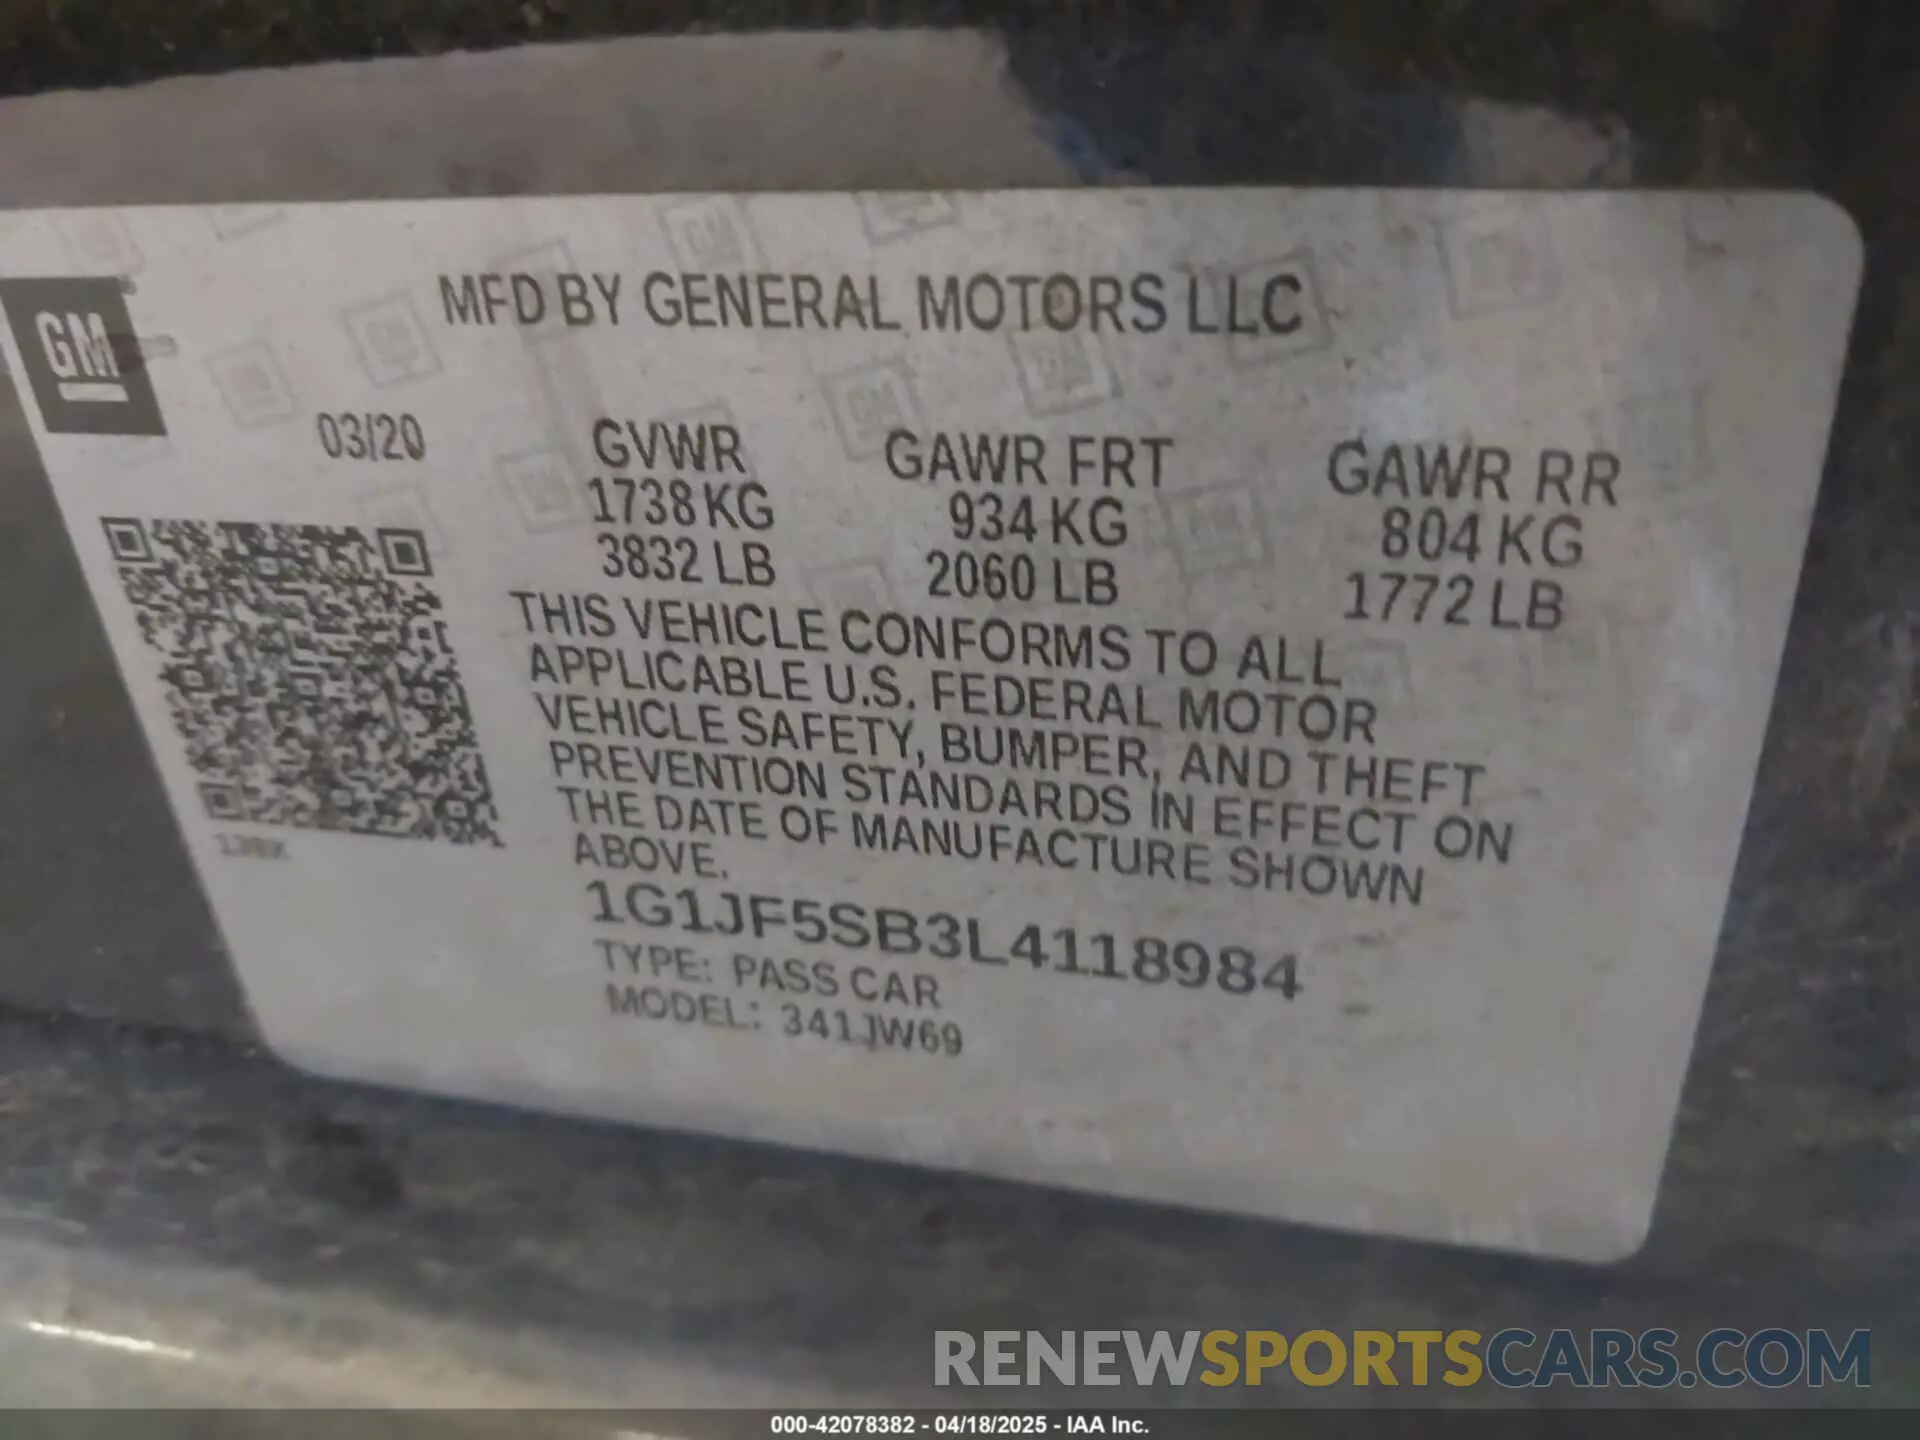 MFD BY GENERAL MOTORS LLC
GM
03/20
GVWR
1738 KG
3832 LB
GAWR FRT
934 KG
2060 LB
GAWR RR
804 KG
1772 LB
THIS VEHICLE CONFORMS TO ALL
APPLICABLE U.S. FEDERAL MOTOR
VEHICLE SAFETY, BUMPER, AND THEFT
PREVENTION STANDARDS IN EFFECT ON
THE DATE OF MANUFACTURE SHOWN
ABOVE.
1G1JF5SB3L4118984
TYPE: PASS CAR
MODEL: 341JW69
RENEWSPORTSCARS.COM
000-42078382 - 04/18/2025 - IAA Inc.